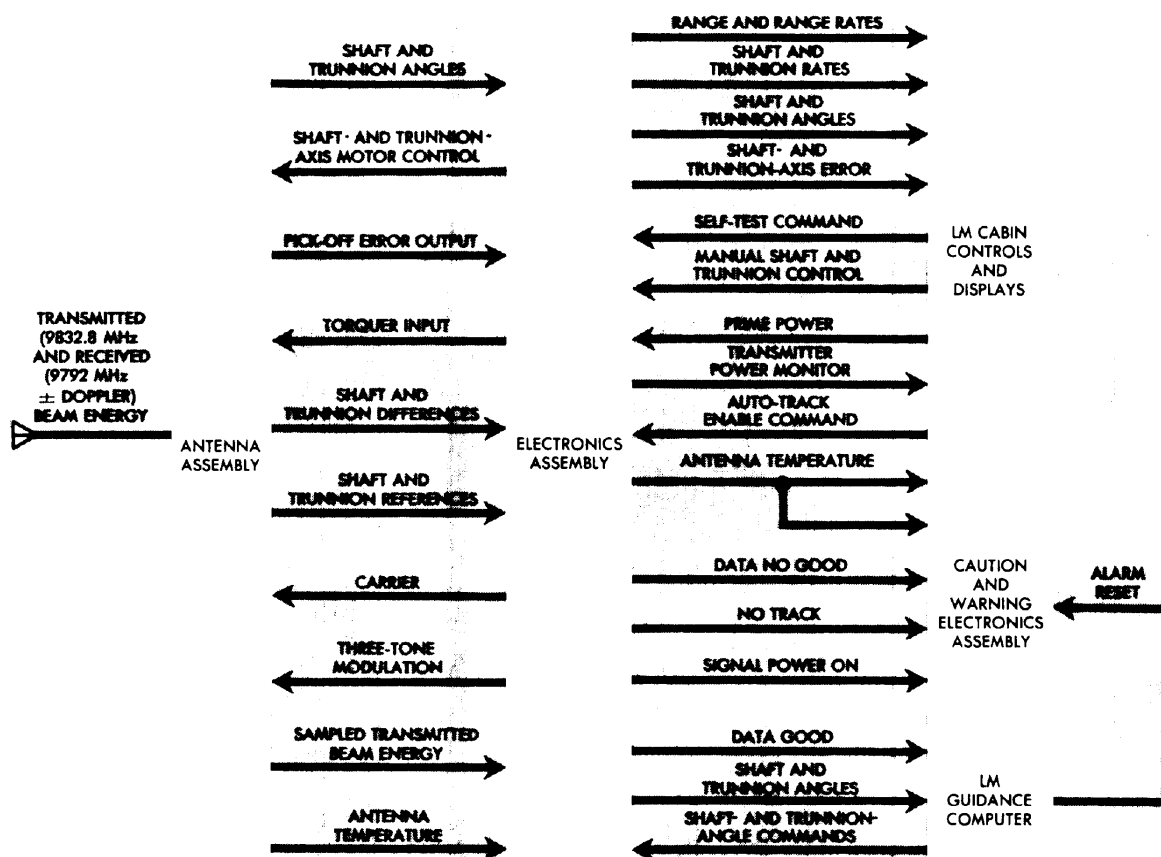 TRANSMITTED
(9832.8 MHz
AND RECEIVED
(9792 MHz
± DOPPLER)
BEAM ENERGY
ANTENNA
ASSEMBLY
SHAFT AND
TRUNNION ANGLES
SHAFT- AND TRUNNION-
AXIS MOTOR CONTROL
PICK-OFF ERROR OUTPUT
TORQUER INPUT
SHAFT AND
TRUNNION DIFFERENCES
SHAFT AND
TRUNNION REFERENCES
CARRIER
THREE-TONE
MODULATION
SAMPLED TRANSMITTED
BEAM ENERGY
ANTENNA
TEMPERATURE
ELECTRONICS
ASSEMBLY
RANGE AND RANGE RATES
SHAFT AND
TRUNNION RATES
SHAFT AND
TRUNNION ANGLES
SHAFT- AND
TRUNNION-AXIS ERROR
SELF-TEST COMMAND
MANUAL SHAFT AND
TRUNNION CONTROL
PRIME POWER
TRANSMITTER
POWER MONITOR
AUTO-TRACK
ENABLE COMMAND
ANTENNA TEMPERATURE
DATA NO GOOD
NO TRACK
SIGNAL POWER ON
DATA GOOD
SHAFT AND
TRUNNION ANGLES
SHAFT- AND TRUNNION-
ANGLE COMMANDS
LM CABIN
CONTROLS
AND
DISPLAYS
CAUTION
AND
WARNING
ELECTRONICS
ASSEMBLY
LM
GUIDANCE
COMPUTER
ALARM
RESET